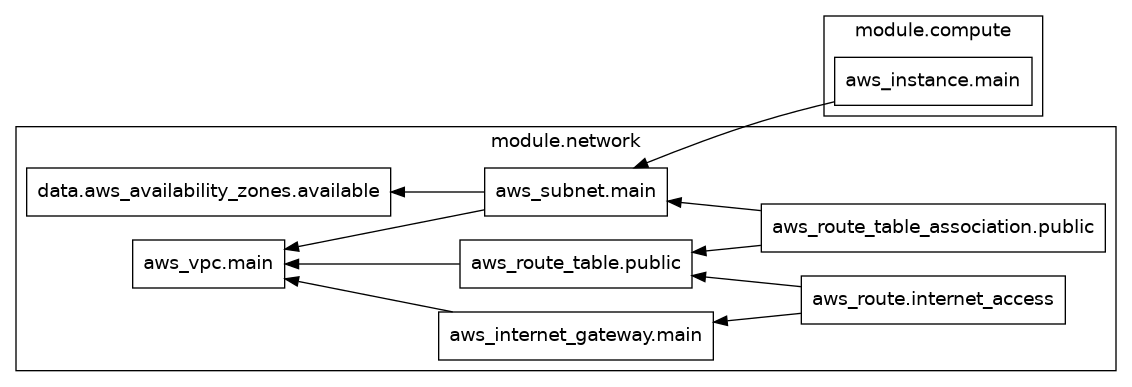 module.compute
aws_instance.main
module.network
data.aws_availability_zones.available
aws_subnet.main
aws_route_table_association.public
aws_vpc.main
aws_route_table.public
aws_route.internet_access
aws_internet_gateway.main